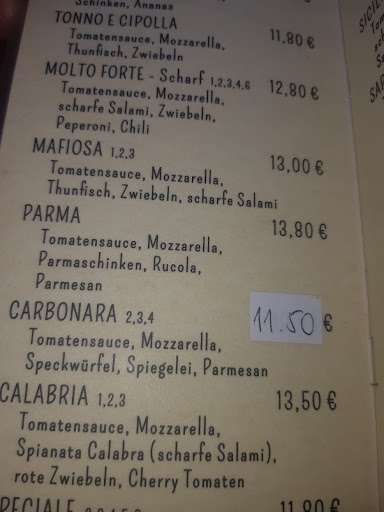 Schinken, Ananas
TONNO E CIPOLLA 11,80 €
Tomatensauce, Mozzarella,
Thunfisch, Zwiebeln
MOLTO FORTE - Scharf 1,2,3,4,6 12,80 €
Tomatensauce, Mozzarella,
scharfe Salami, Zwiebeln,
Peperoni, Chili
MAFIOSA 1,2,3 13,00 €
Tomatensauce, Mozzarella,
Thunfisch, Zwiebeln, scharfe Salami
PARMA 13,80 €
Tomatensauce, Mozzarella,
Parmaschinken, Rucola,
Parmesan
CARBONARA 2,3,4 11.50 €
Tomatensauce, Mozzarella,
Speckwürfel, Spiegelei, Parmesan
CALABRIA 1,2,3 13,50 €
Tomatensauce, Mozzarella,
Spianata Calabra (scharfe Salami),
rote Zwiebeln, Cherry Tomaten